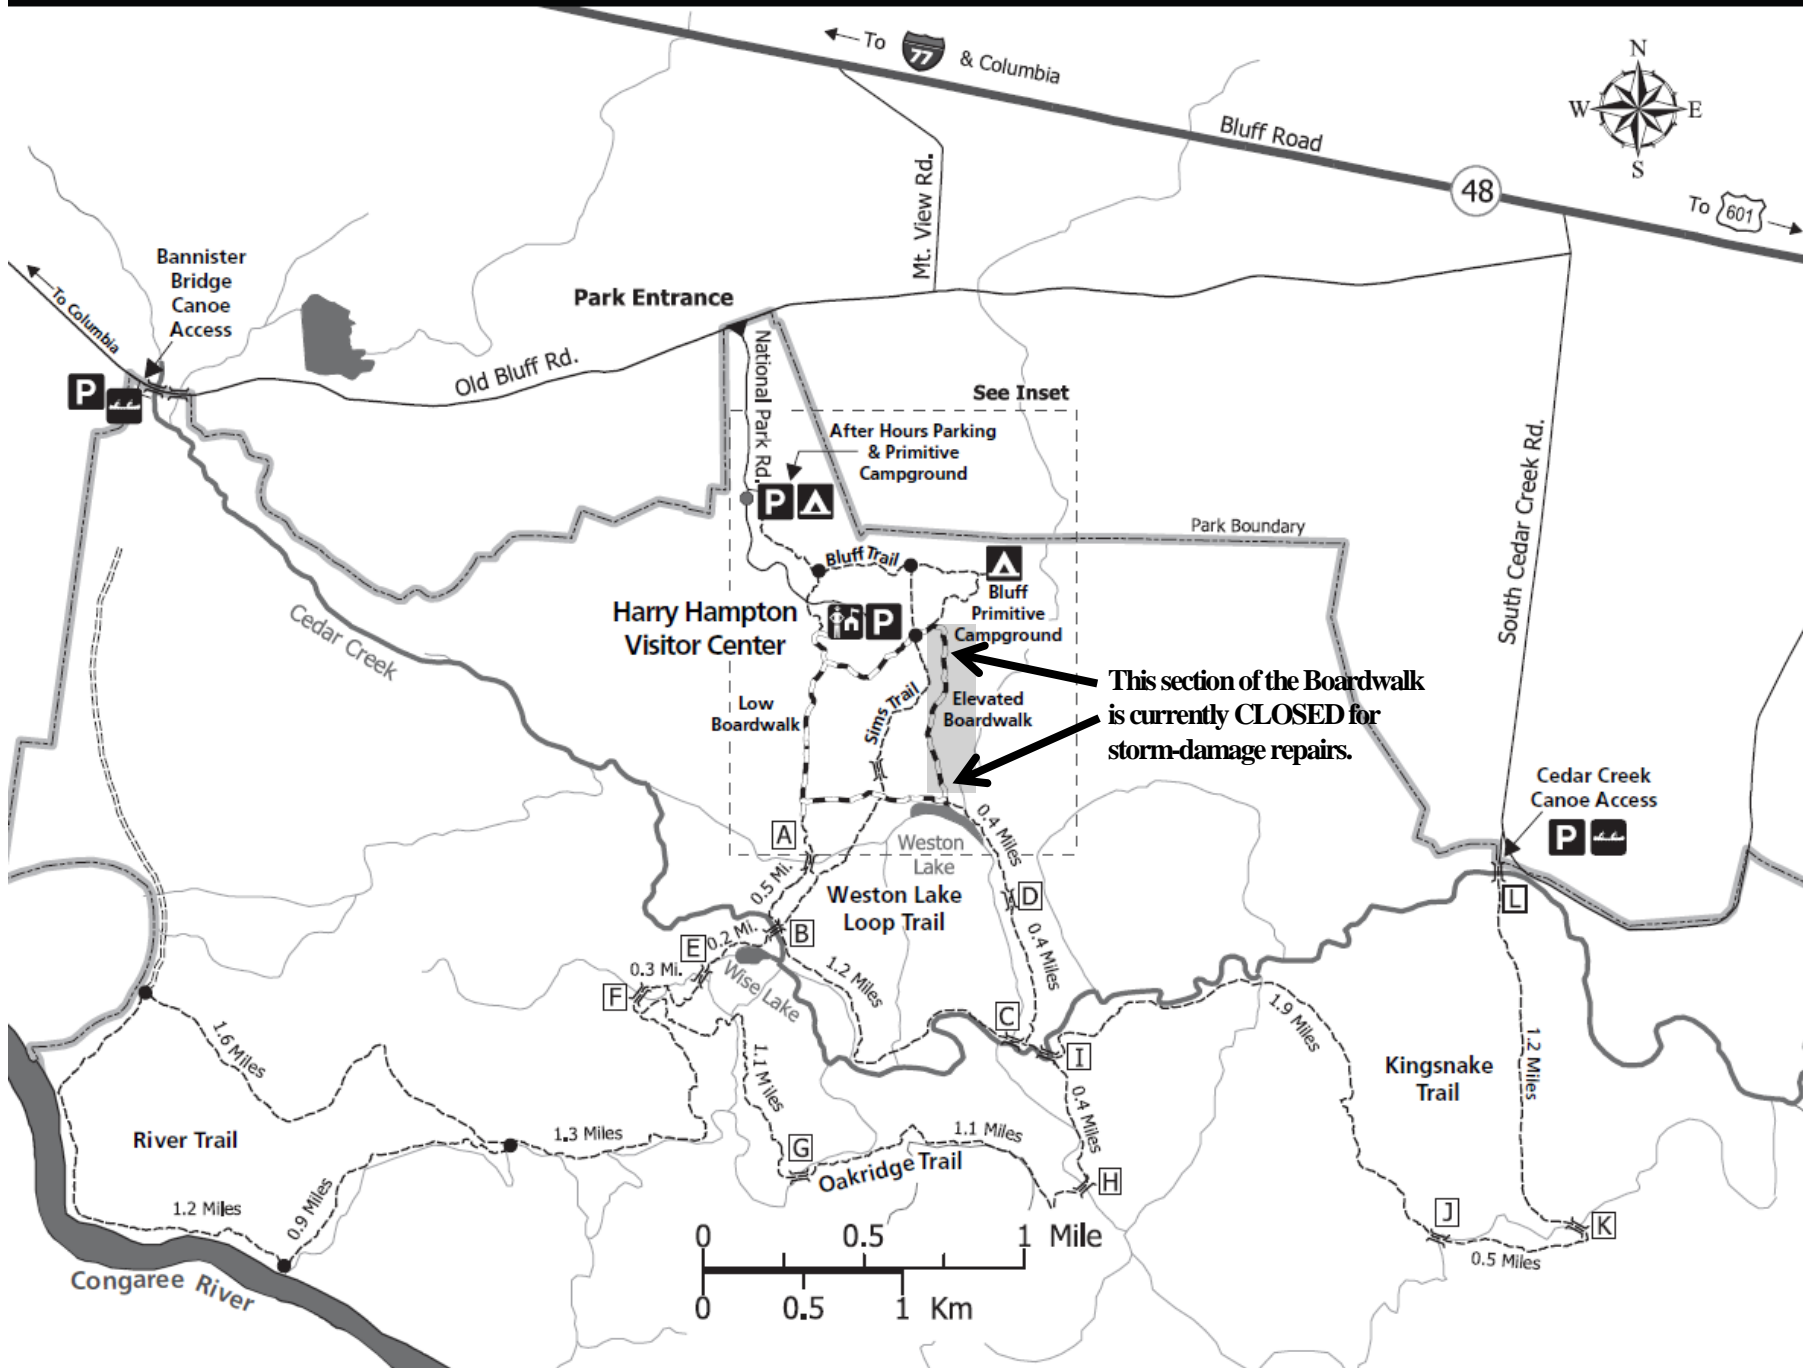 To 77 & Columbia
N
W E
S
Bluff Road
48
To 601
Mt. View Rd.
Bannister
Bridge
Canoe
Access
To Columbia
P
Park Entrance
Old Bluff Rd.
National Park Rd.
See Inset
After Hours Parking
& Primitive
Campground
P
Park Boundary
South Cedar Creek Rd.
Bluff Trail
Bluff
Primitive
Campground
Harry Hampton
Visitor Center
P
Cedar Creek
Low
Boardwalk
Sims Trail
Elevated
Boardwalk
This section of the Boardwalk
is currently CLOSED for
storm-damage repairs.
Cedar Creek
Canoe Access
P
A
Weston
Lake
0.4 Miles
0.5 Mi.
Weston Lake
Loop Trail
D
L
B
0.2 Mi.
E
0.3 Mi.
F
Wise Lake
1.2 Miles
0.4 Miles
C
I
1.9 Miles
1.6 Miles
1.1 Miles
0.4 Miles
Kingsnake
Trail
1.2 Miles
River Trail
1.3 Miles
G
1.1 Miles
Oakridge Trail
H
1.2 Miles
0.9 Miles
J
K
0.5 Miles
Congaree River
0 0.5 1 Mile
0 0.5 1 Km